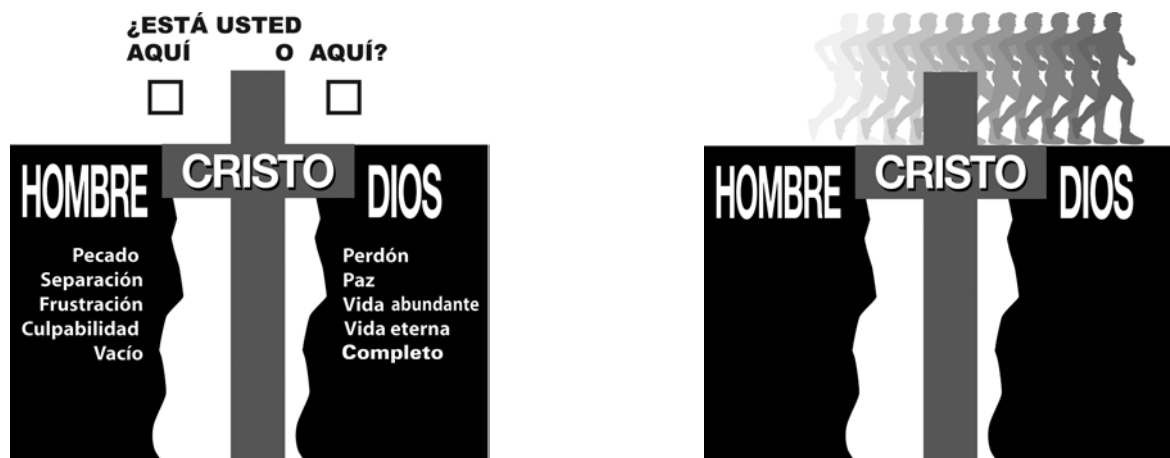 ¿ESTÁ USTED
AQUÍ O AQUÍ?
CRISTO
HOMBRE DIOS
Pecado
Separación
Frustración
Culpabilidad
Vacío
Perdón
Paz
Vida abundante
Vida eterna
Completo
CRISTO
HOMBRE DIOS